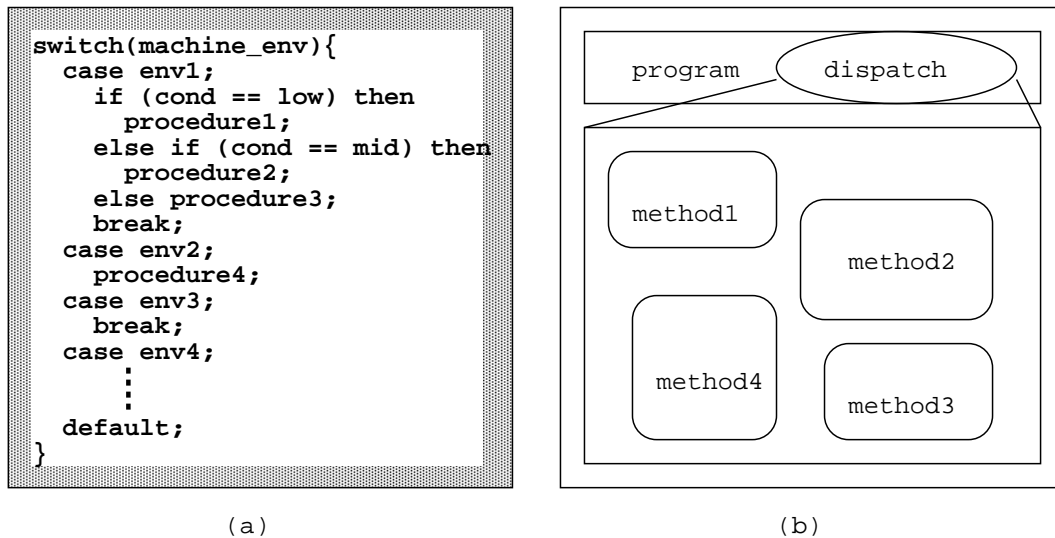 switch(machine_env){
case env1;
if (cond == low) then
procedure1;
else if (cond == mid) then
procedure2;
else procedure3;
break;
case env2;
procedure4;
case env3;
break;
case env4;
default;
}
(a)
program dispatch
method1
method2
method4
method3
(b)